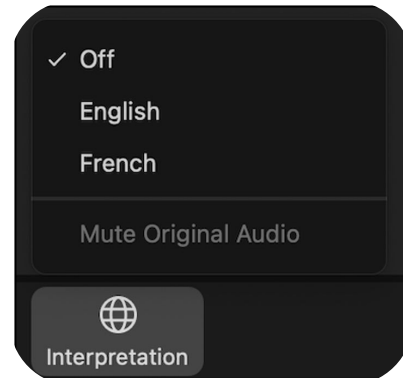 Off
English
French
Mute Original Audio
Interpretation